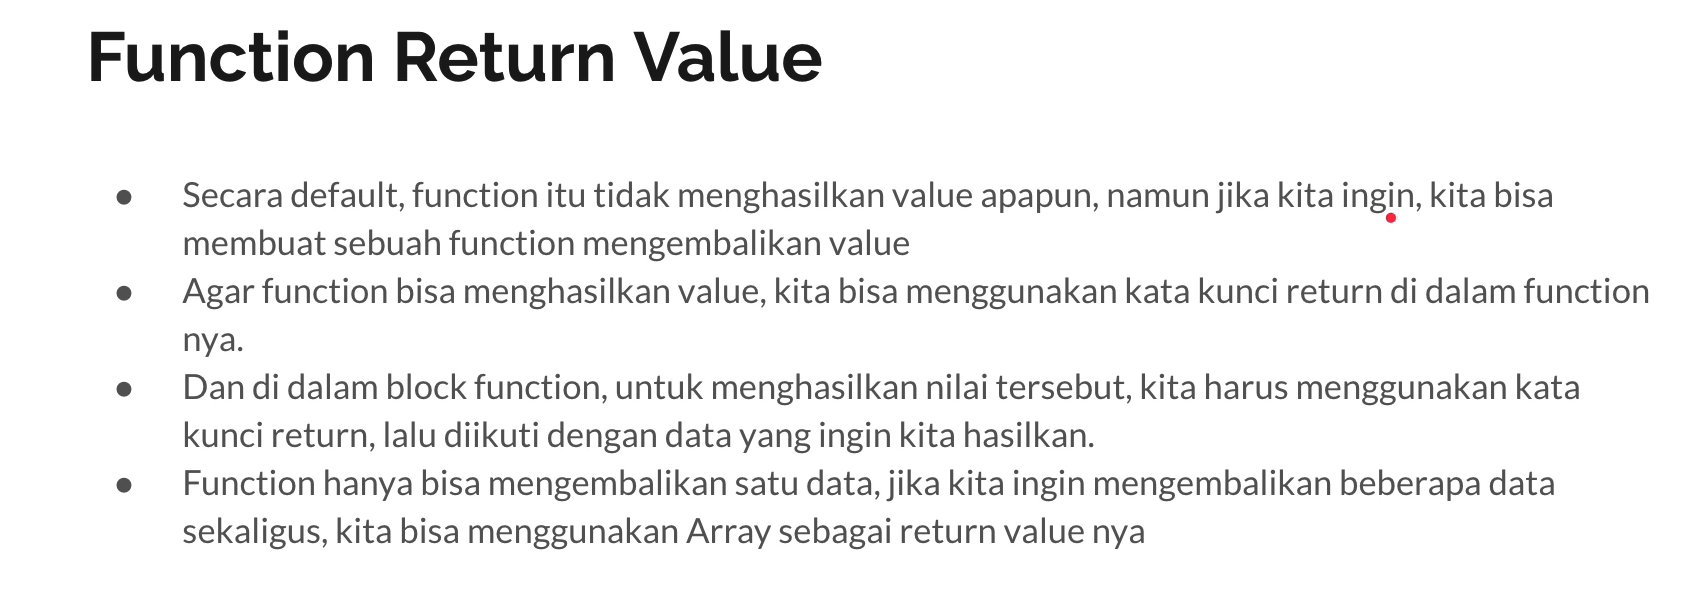 Function Return Value
● Secara default, function itu tidak menghasilkan value apapun, namun jika kita ingin, kita bisa
membuat sebuah function mengembalikan value
● Agar function bisa menghasilkan value, kita bisa menggunakan kata kunci return di dalam function
nya.
● Dan di dalam block function, untuk menghasilkan nilai tersebut, kita harus menggunakan kata
kunci return, lalu diikuti dengan data yang ingin kita hasilkan.
● Function hanya bisa mengembalikan satu data, jika kita ingin mengembalikan beberapa data
sekaligus, kita bisa menggunakan Array sebagai return value nya